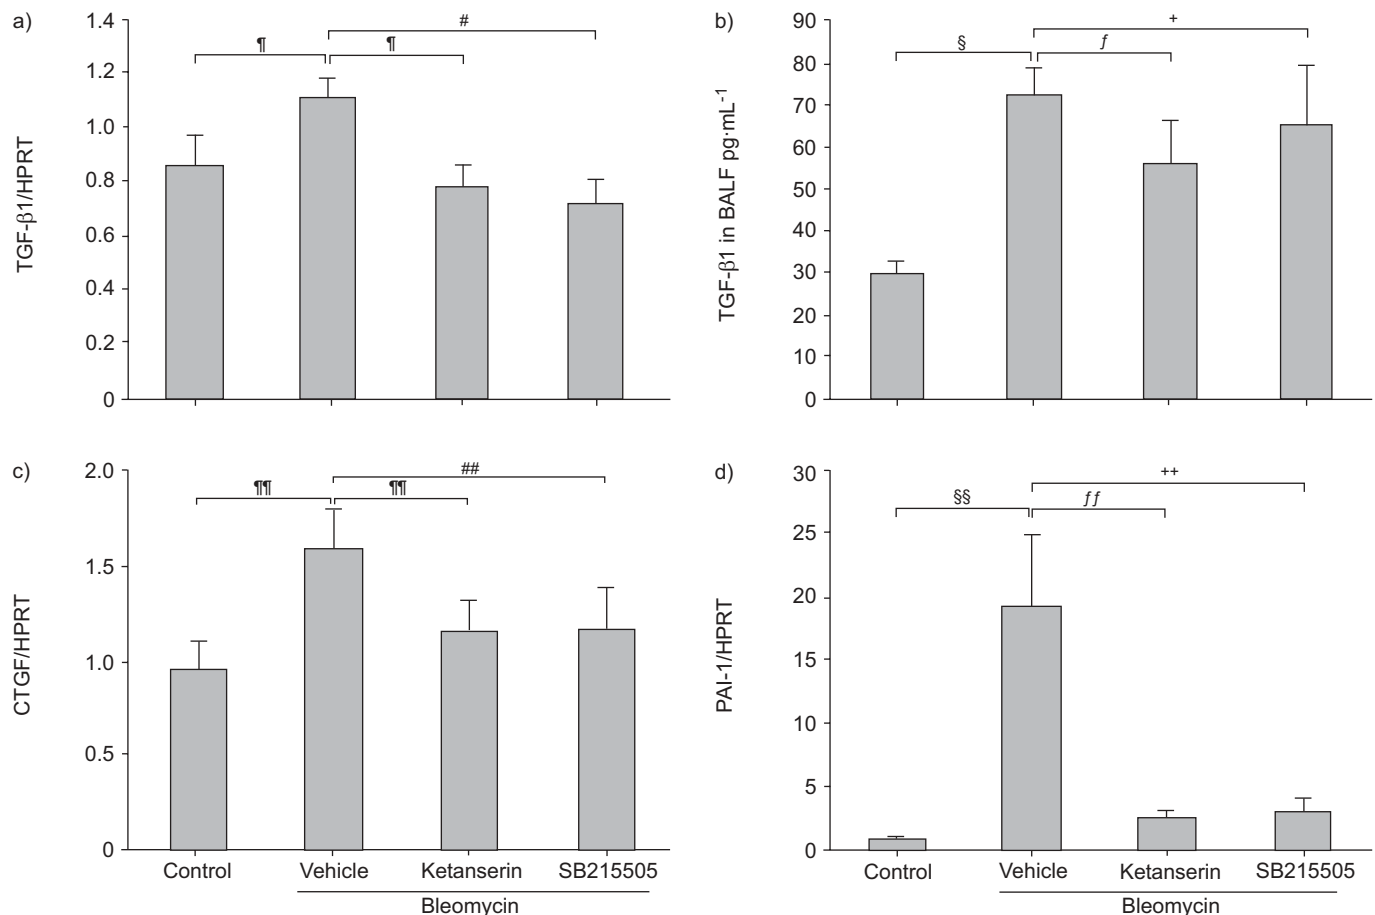 a)
TGF-β1/HPRT
1.4
1.2
1.0
0.8
0.6
0.4
0.2
0
¶
¶
#
b)
TGF-β1 in BALF pg·mL⁻¹
90
80
70
60
50
40
30
20
10
0
§
ƒ
+
c)
CTGF/HPRT
2.0
1.5
1.0
0.5
0
¶¶
¶¶
##
Control
Vehicle
Ketanserin
SB215505
Bleomycin
d)
PAI-1/HPRT
30
25
20
15
10
5
0
§§
ƒƒ
++
Control
Vehicle
Ketanserin
SB215505
Bleomycin